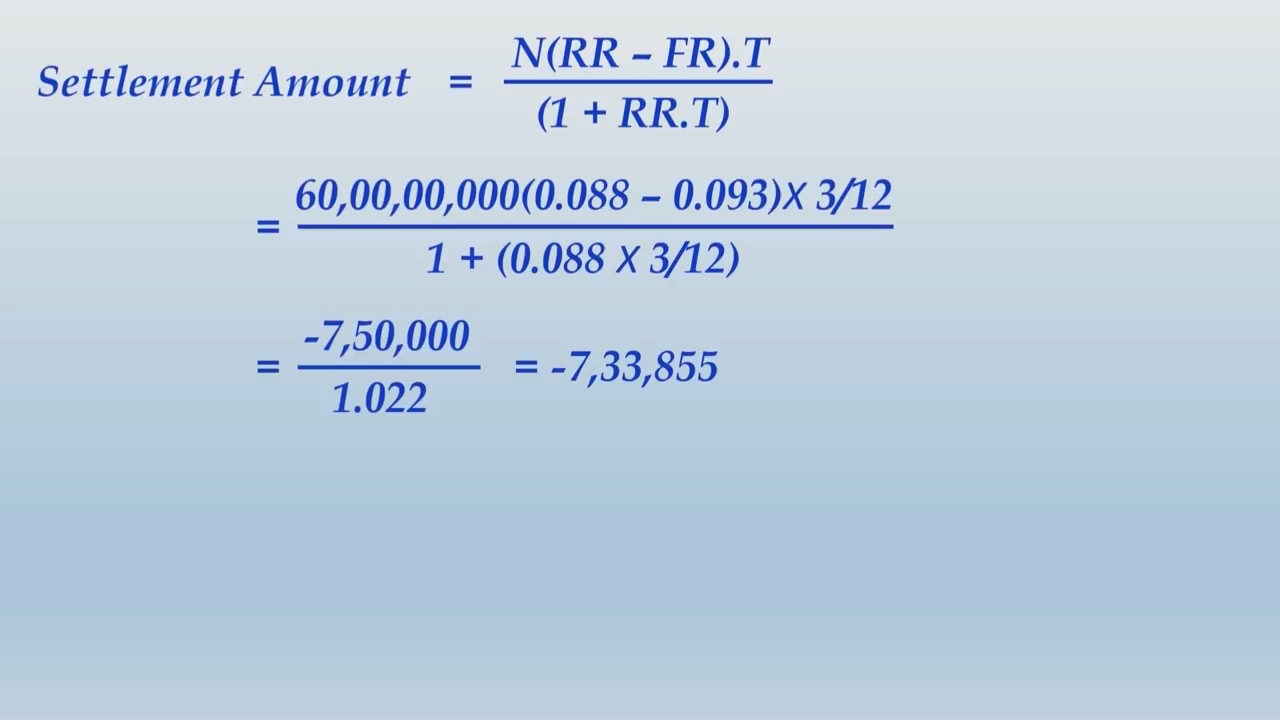 Settlement Amount = N(RR – FR).T
(1 + RR.T)
= 60,00,00,000(0.088 – 0.093)X 3/12
1 + (0.088 X 3/12)
= -7,50,000
1.022
= -7,33,855